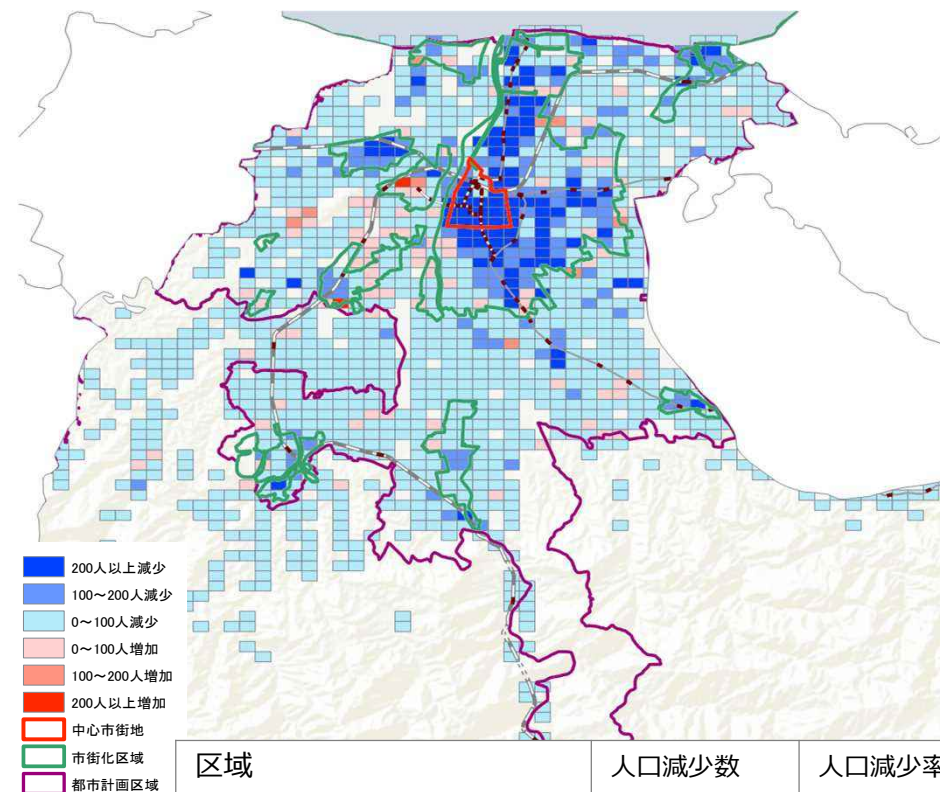 200人以上減少
100～200人減少
0～100人減少
0～100人増加
100～200人増加
200人以上増加
中心市街地
市街化区域
都市計画区域
区域 人口減少数 人口減少率